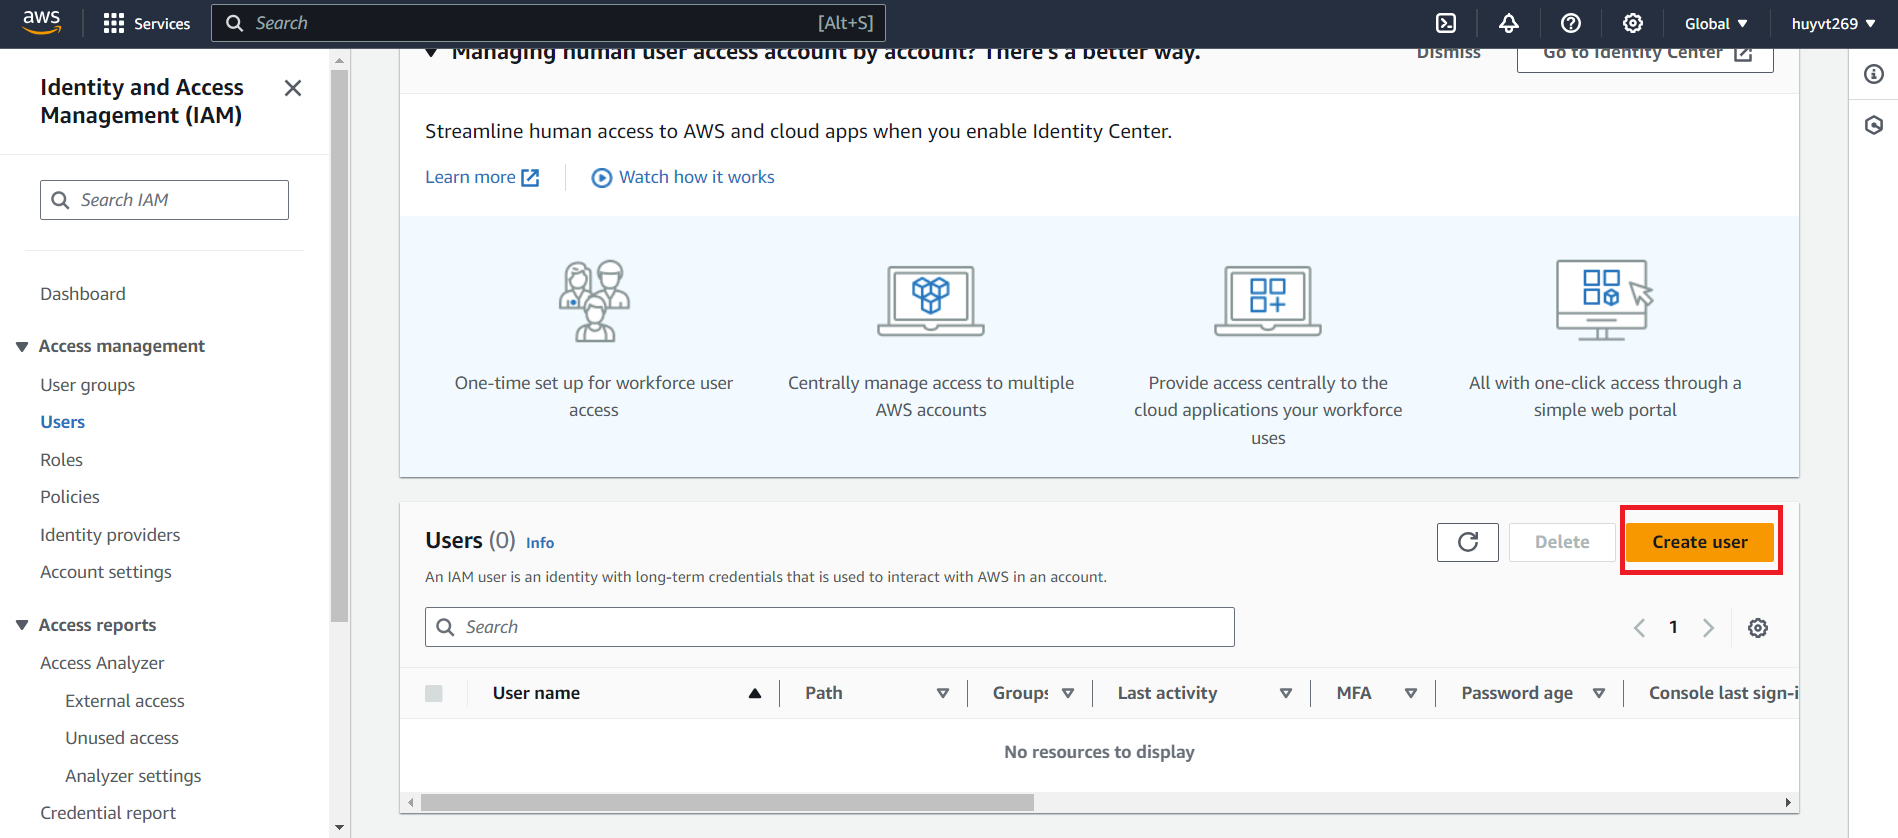 aws
Services
Search
[Alt+S]
Global
huyvt269
Identity and Access
Management (IAM)
Search IAM
Dashboard
Access management
User groups
Users
Roles
Policies
Identity providers
Account settings
Access reports
Access Analyzer
External access
Unused access
Analyzer settings
Credential report
Managing human user access account by account? There's a better way.
Dismiss
Go to Identity Center
Streamline human access to AWS and cloud apps when you enable Identity Center.
Learn more
Watch how it works
One-time set up for workforce user
access
Centrally manage access to multiple
AWS accounts
Provide access centrally to the
cloud applications your workforce
uses
All with one-click access through a
simple web portal
Users (0) Info
Delete
Create user
An IAM user is an identity with long-term credentials that is used to interact with AWS in an account.
Search
1
User name
Path
Groups
Last activity
MFA
Password age
Console last sign-i
No resources to display